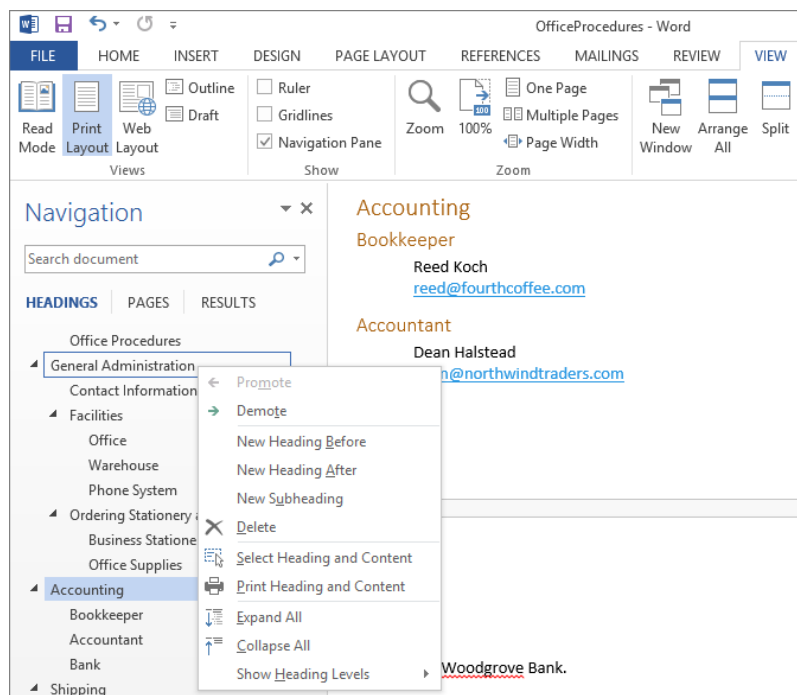 OfficeProcedures - Word
FILE HOME INSERT DESIGN PAGE LAYOUT REFERENCES MAILINGS REVIEW VIEW
Read Mode
Print Layout
Web Layout
Outline
Draft
Views
Ruler
Gridlines
Navigation Pane
Show
Zoom
100
100%
One Page
Multiple Pages
Page Width
Zoom
New Window
Arrange All
Split
Navigation
Search document
HEADINGS PAGES RESULTS
Office Procedures
General Administration
Contact Information
Facilities
Office
Warehouse
Phone System
Ordering Stationery
Business Statione
Office Supplies
Accounting
Bookkeeper
Accountant
Bank
Shipping
Promote
Demote
New Heading Before
New Heading After
New Subheading
Delete
Select Heading and Content
Print Heading and Content
Expand All
Collapse All
Show Heading Levels
Accounting
Bookkeeper
Reed Koch
reed@fourthcoffee.com
Accountant
Dean Halstead
n@northwindtraders.com
Woodgrove Bank.